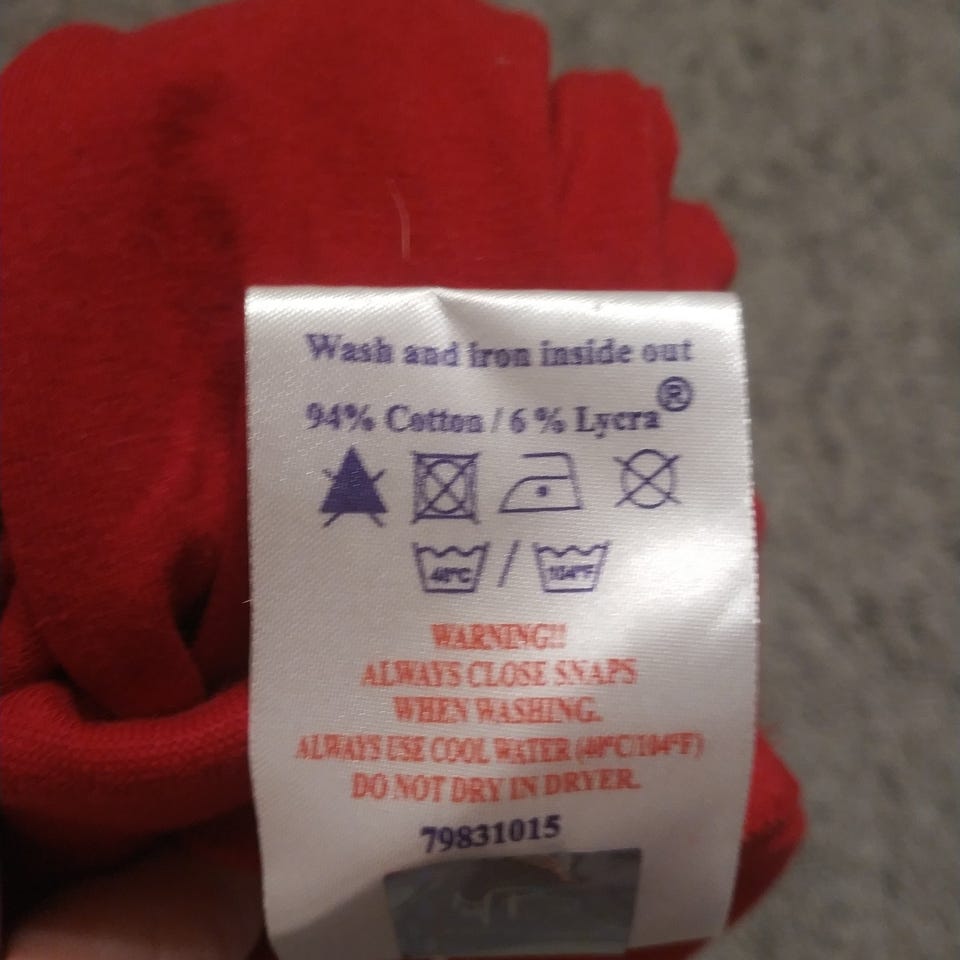 Wash and iron inside out
94% Cotton / 6 % Lycra®
40°C / 104°F
WARNING!!
ALWAYS CLOSE SNAPS
WHEN WASHING.
ALWAYS USE COOL WATER (40°C/104°F)
DO NOT DRY IN DRYER.
79831015